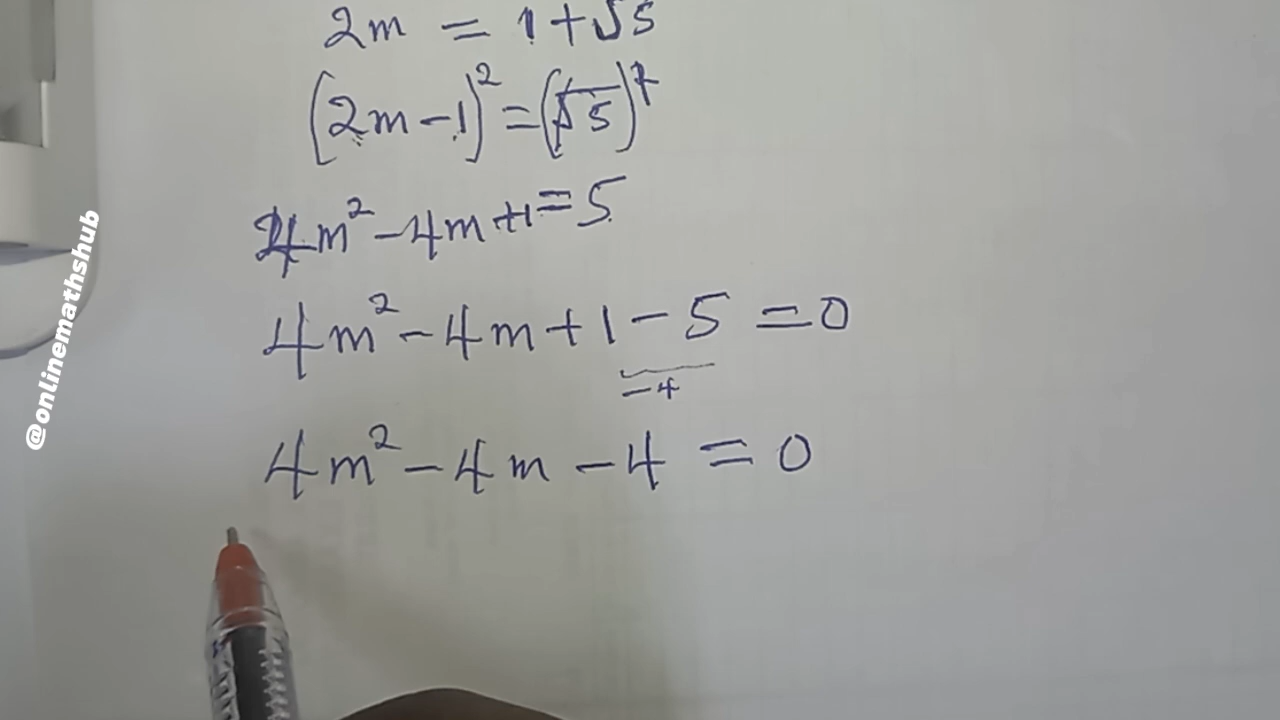 2m = 1+√5
(2m-1)² = (√5)²
4m² -4m +1 = 5
4m² - 4m + 1 - 5 = 0
-4
4m² - 4m - 4 = 0
@onlinemathshub